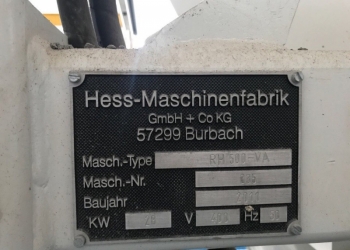 Hess-Maschinenfabrik
GmbH + Co KG
57299 Burbach
Masch.-Type
Masch.-Nr.
Baujahr
KW V Hz